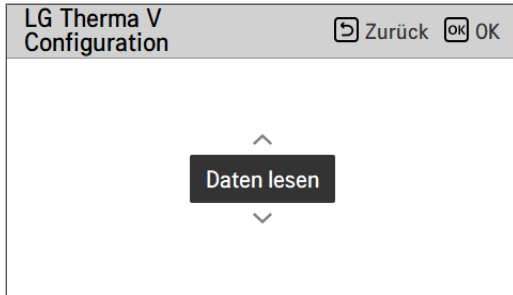 LG Therma V
Configuration
Zurück OK OK
Daten lesen